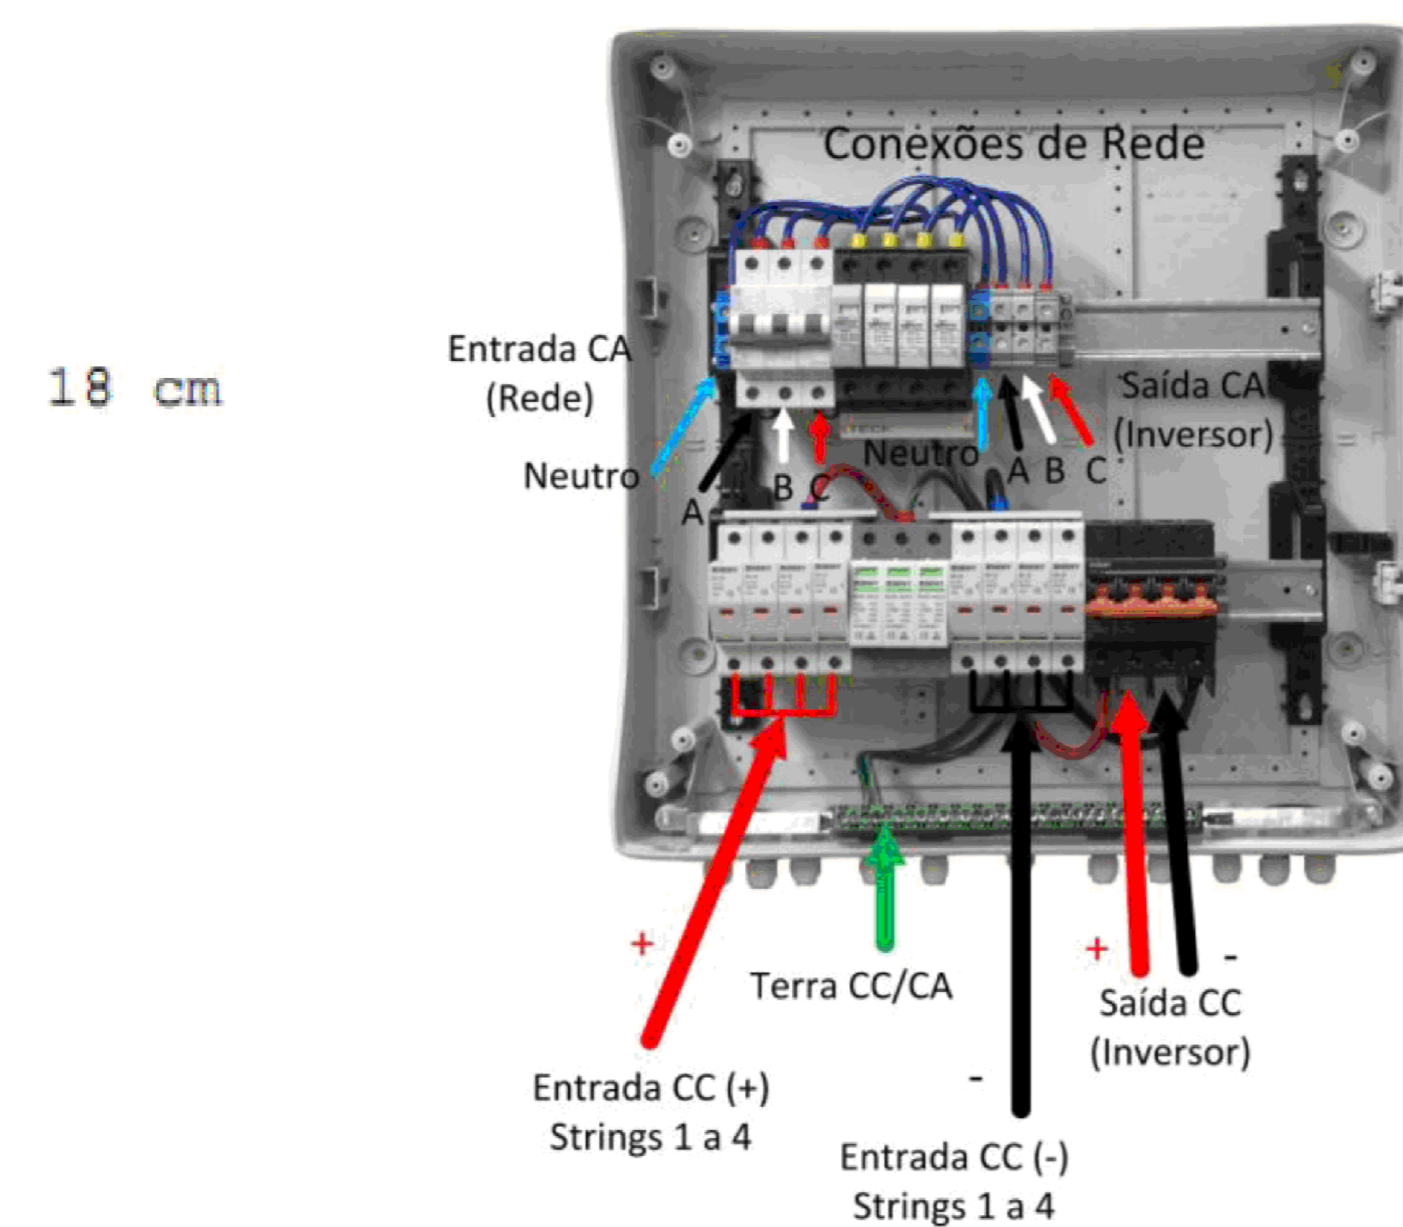 Conexões de Rede
Entrada CA
(Rede)
18 cm
Saída CA
(Inversor)
Neutro
Neutro
A
B
C
A
B
C
+
-
+
-
Terra CC/CA
Saída CC
(Inversor)
Entrada CC (+)
Strings 1 a 4
Entrada CC (-)
Strings 1 a 4